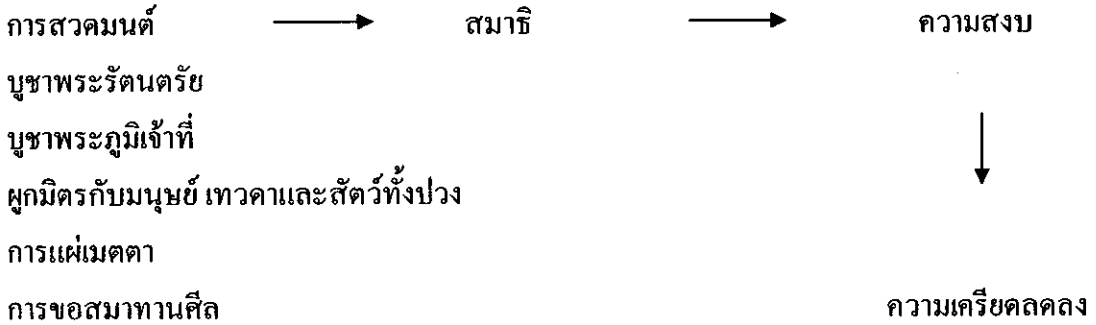 การสวดมนต์ สมาธิ ความสงบ
บูชาพระรัตนตรัย
บูชาพระภูมิเจ้าที่
ผูกมิตรกับมนุษย์ เทวดาและสัตว์ทั้งปวง
การแผ่เมตตา
การขอสมาทานศีล ความเครียดลดลง